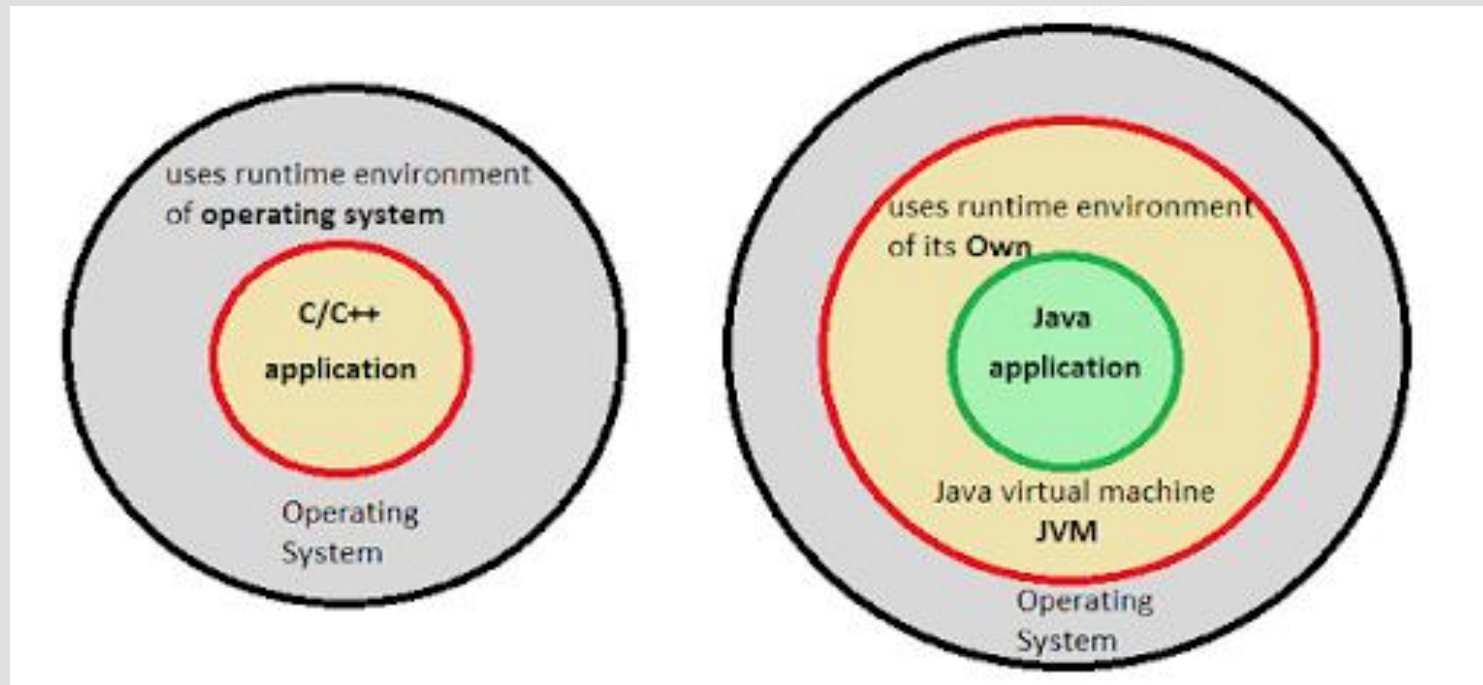 uses runtime environment
of operating system
C/C++
application
Operating
System
uses runtime environment
of its Own
Java
application
Java virtual machine
JVM
Operating
System